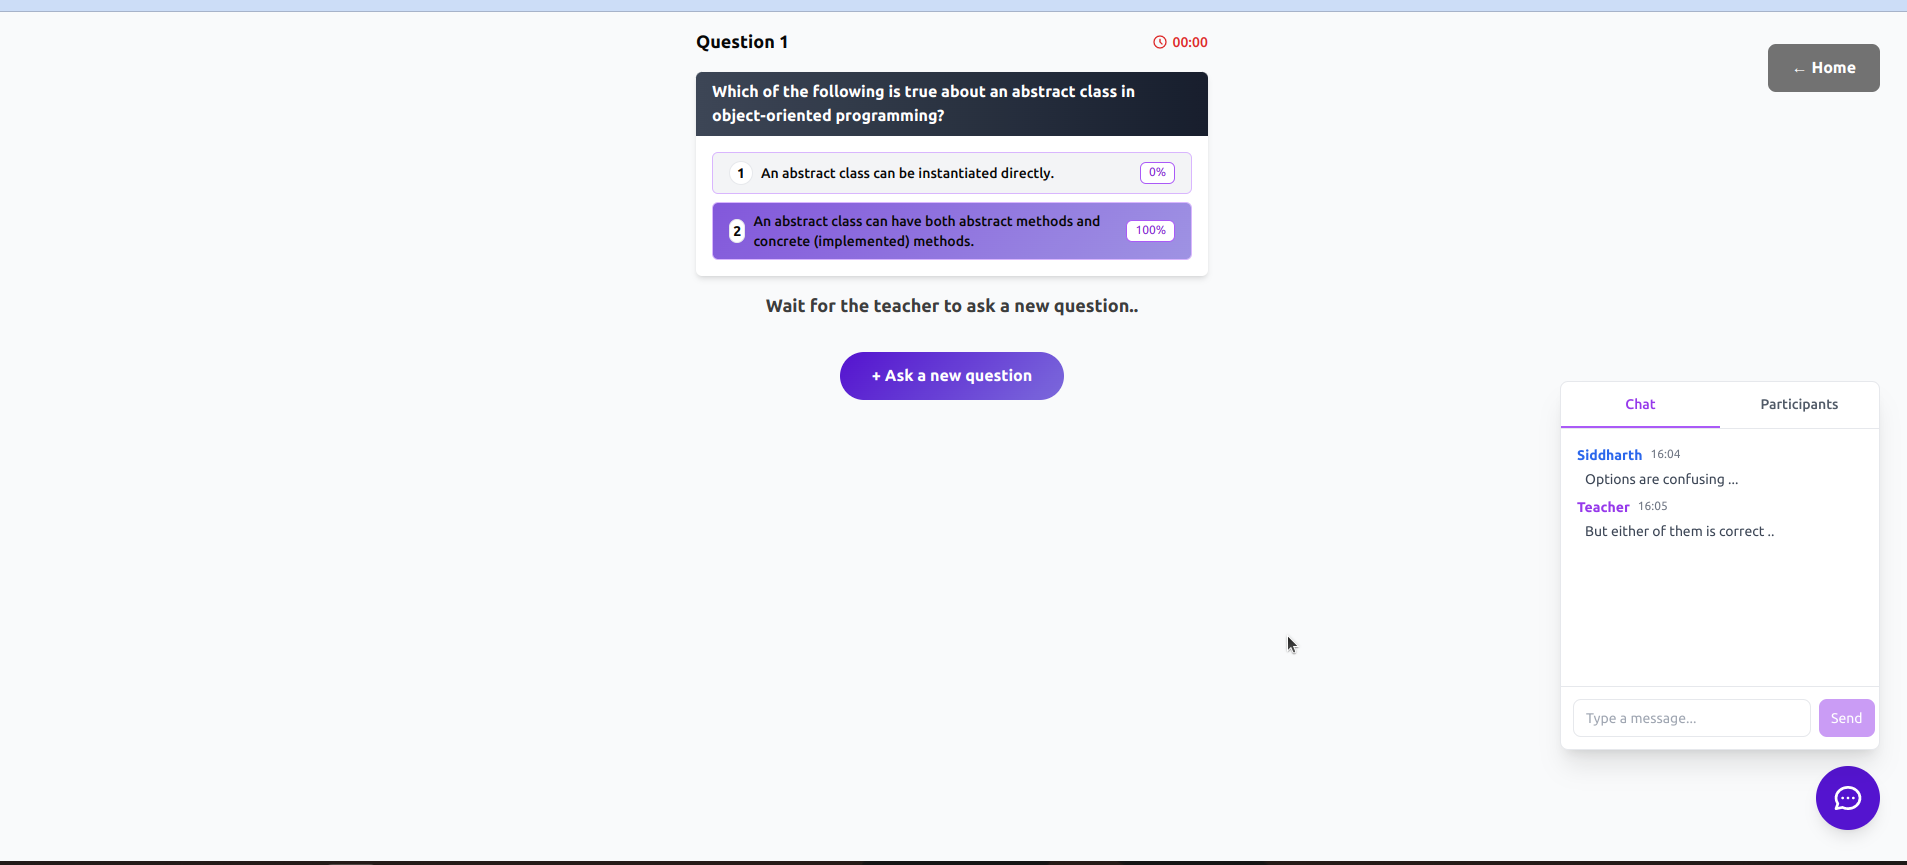 Question 1
00:00
← Home
Which of the following is true about an abstract class in
object-oriented programming?
1 An abstract class can be instantiated directly. 0%
2 An abstract class can have both abstract methods and
concrete (implemented) methods. 100%
Wait for the teacher to ask a new question..
+ Ask a new question
Chat Participants
Siddharth 16:04
Options are confusing ...
Teacher 16:05
But either of them is correct ..
Type a message... Send